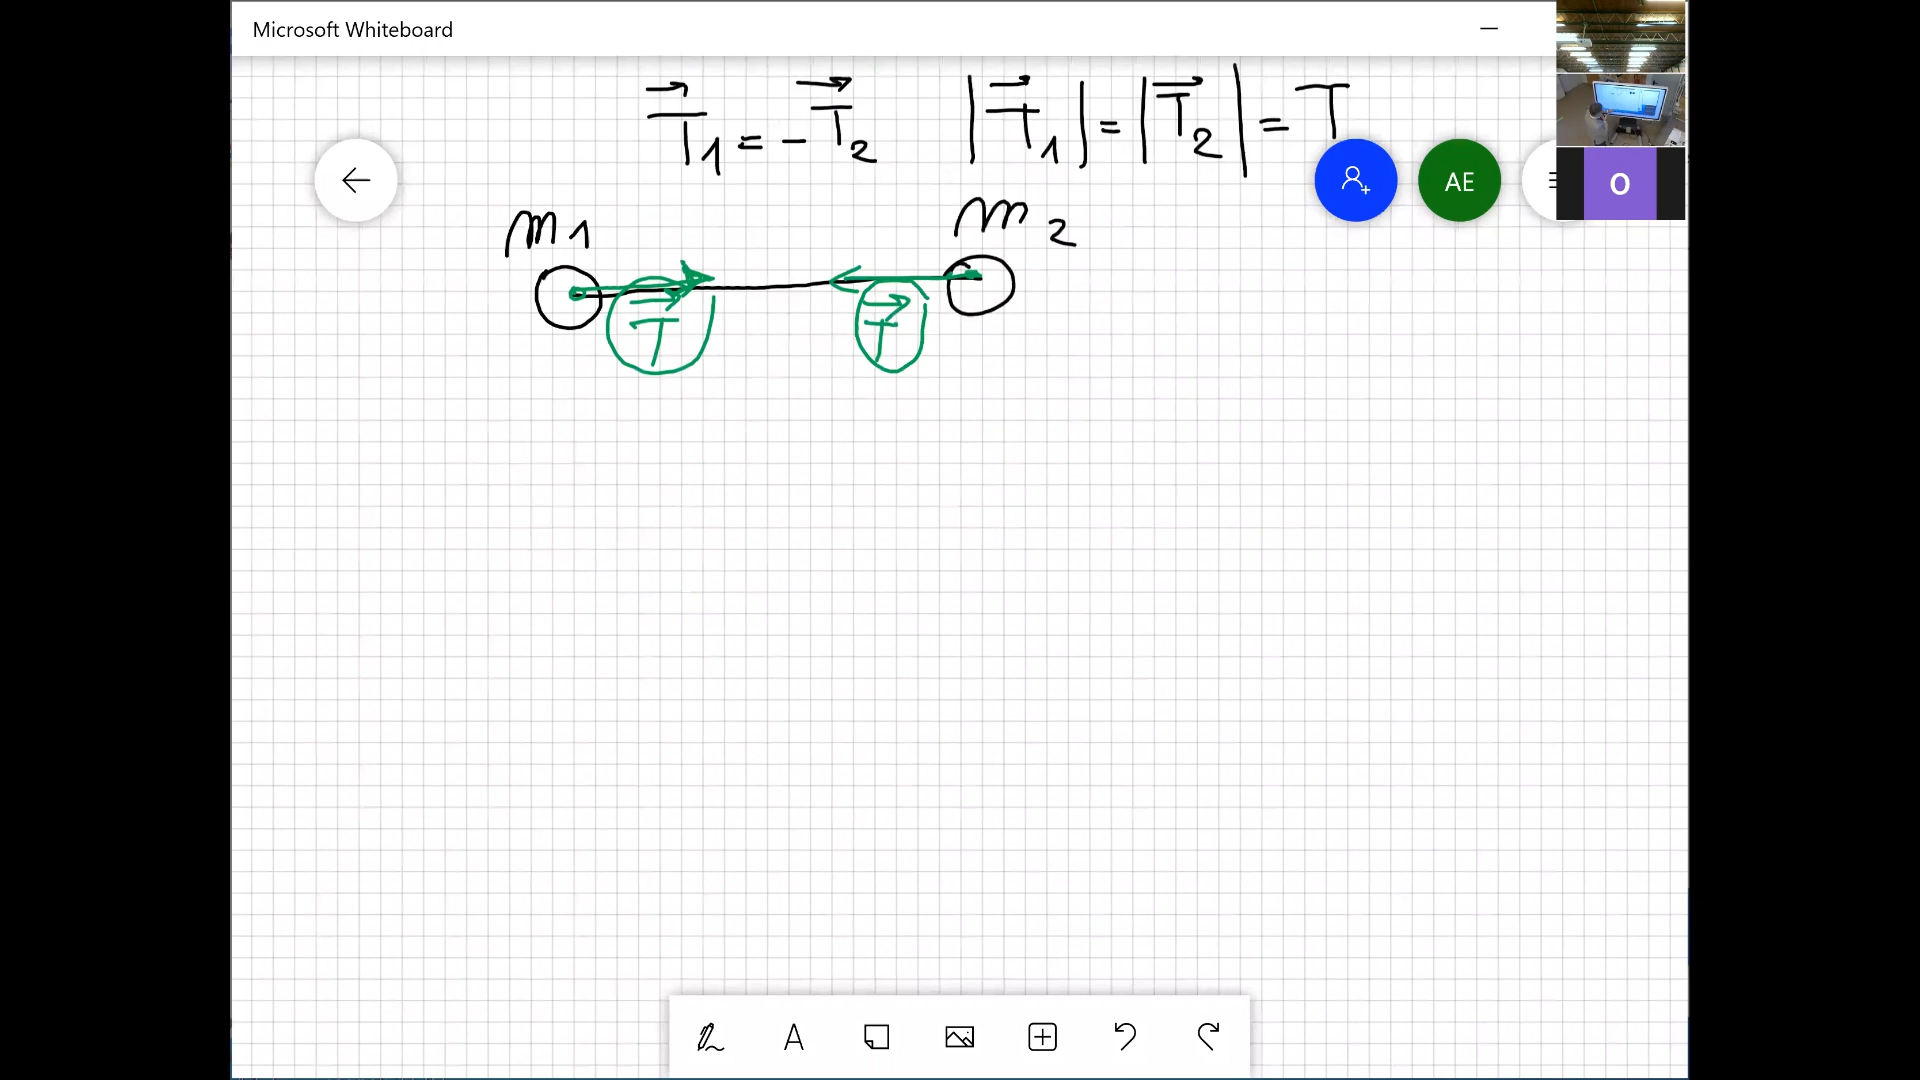 Microsoft Whiteboard
T⃗₁ = - T⃗₂ |T⃗₁| = |T⃗₂| = T
AE
O
m₁ m₂
T⃗ T⃗
A